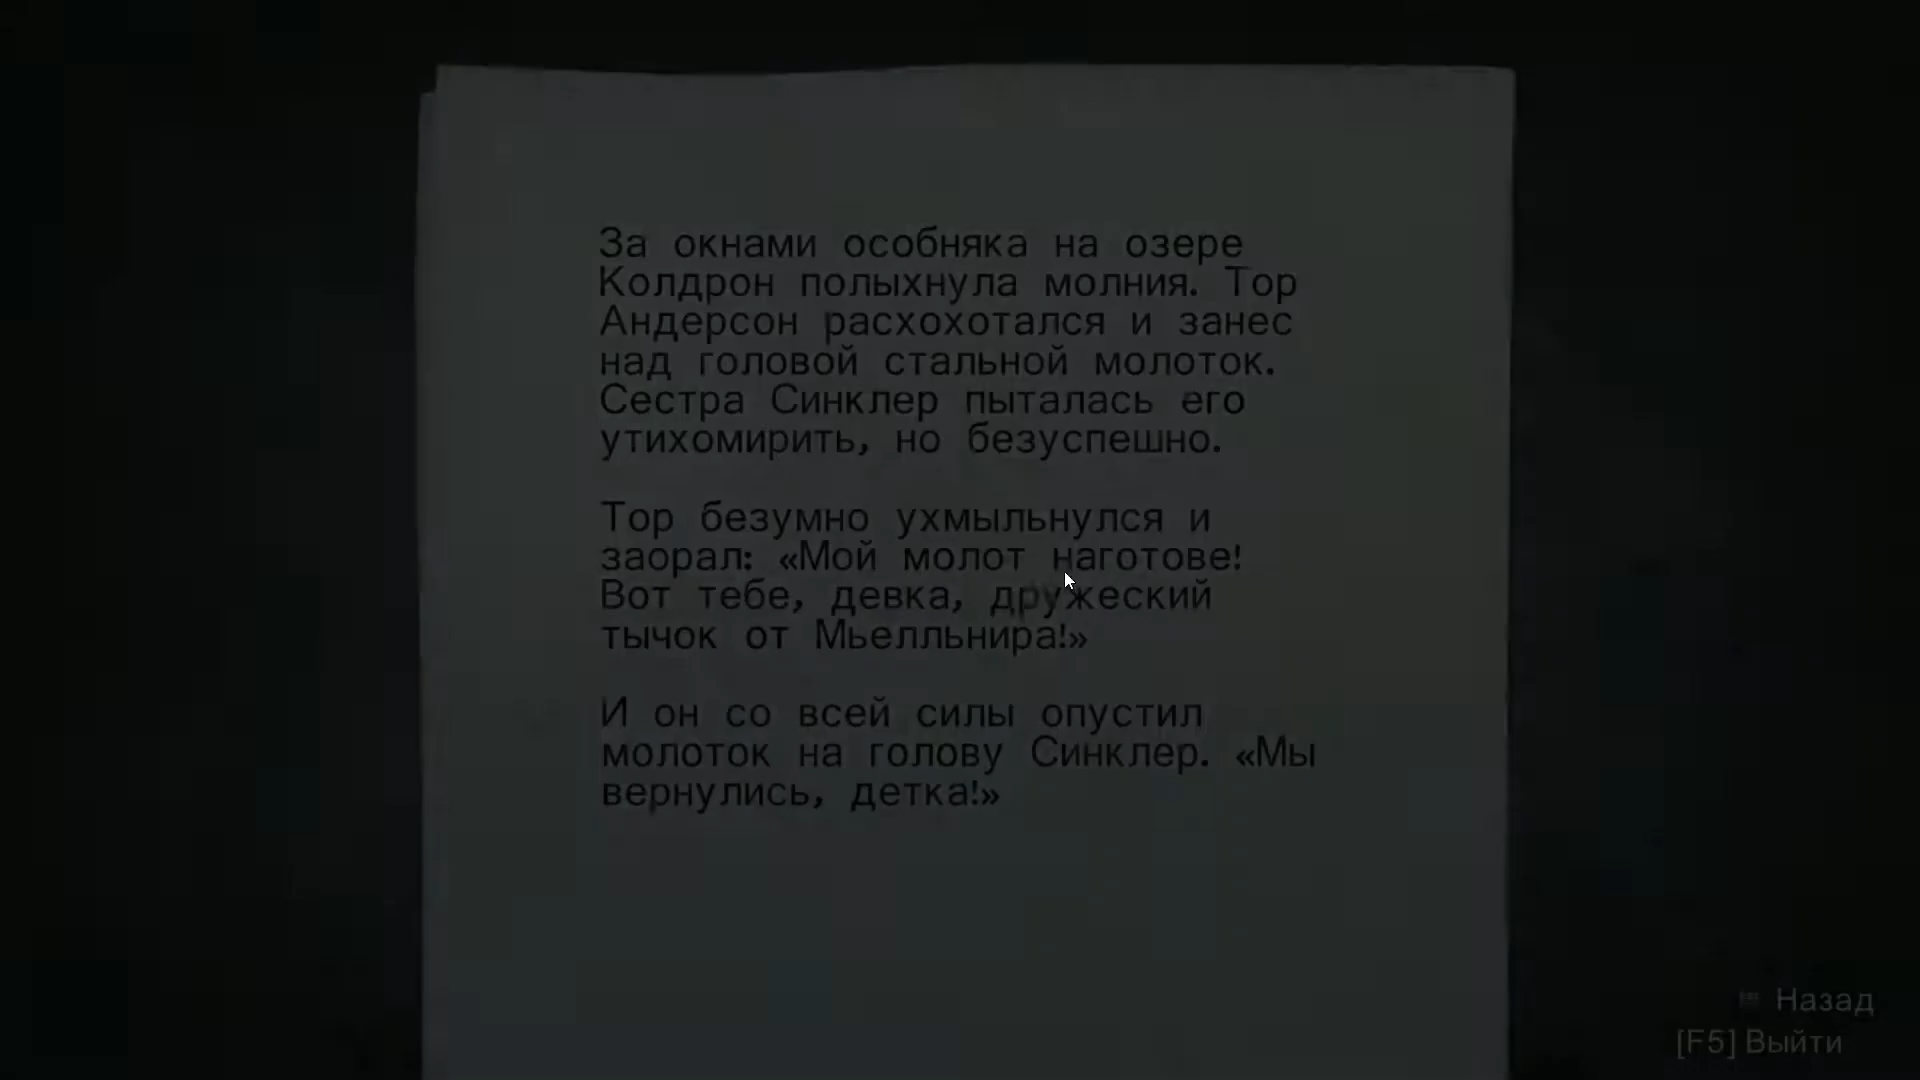 За окнами особняка на озере
Колдрон полыхнула молния. Тор
Андерсон расхохотался и занес
над головой стальной молоток.
Сестра Синклер пыталась его
утихомирить, но безуспешно.
Тор безумно ухмыльнулся и
заорал: «Мой молот наготове!
Вот тебе, девка, дружеский
тычок от Мьелльнира!»
И он со всей силы опустил
молоток на голову Синклер. «Мы
вернулись, детка!»
Назад
[F5] Выйти